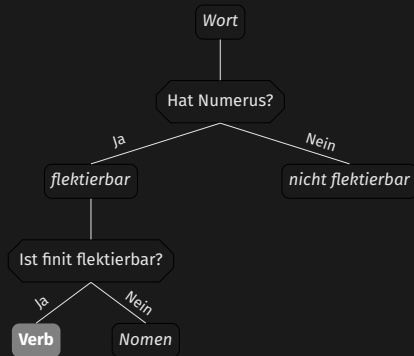 Wort
Hat Numerus?
Ja
Nein
flektierbar
nicht flektierbar
Ist finit flektierbar?
Ja
Nein
Verb
Nomen